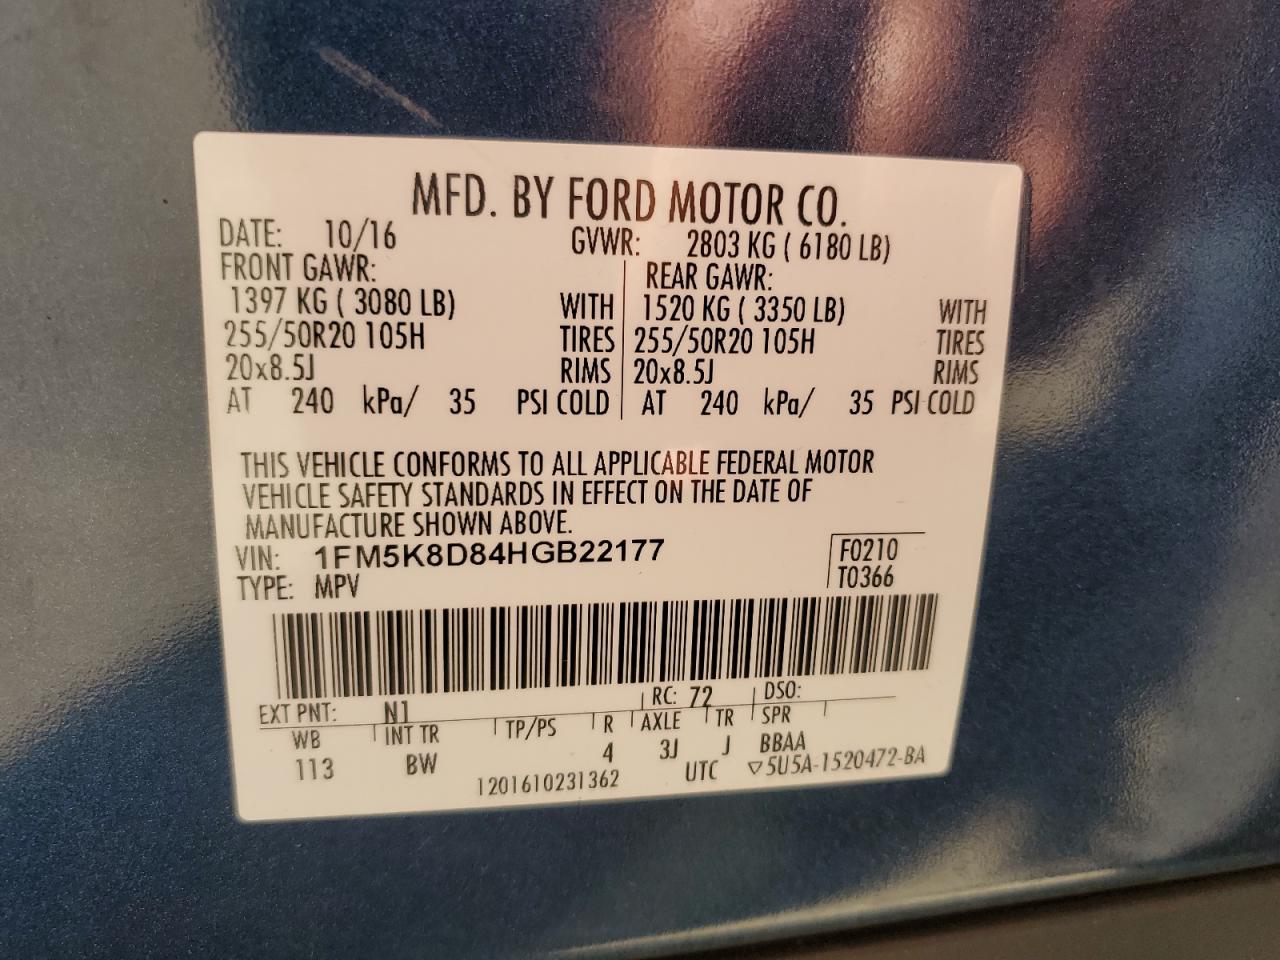 MFD. BY FORD MOTOR CO.
DATE: 10/16 GVWR: 2803 KG ( 6180 LB)
FRONT GAWR: REAR GAWR:
1397 KG ( 3080 LB) WITH 1520 KG ( 3350 LB) WITH
255/50R20 105H TIRES 255/50R20 105H TIRES
20x8.5J RIMS 20x8.5J RIMS
AT 240 kPa/ 35 PSI COLD AT 240 kPa/ 35 PSI COLD
THIS VEHICLE CONFORMS TO ALL APPLICABLE FEDERAL MOTOR
VEHICLE SAFETY STANDARDS IN EFFECT ON THE DATE OF
MANUFACTURE SHOWN ABOVE.
VIN: 1FM5K8D84HGB22177 F0210
TYPE: MPV T0366
EXT PNT: N1 RC: 72 DSO:
WB INT TR TP/PS R AXLE TR SPR
113 BW 4 3J J BBAA
1201610231362 UTC ▽5U5A-1520472-BA